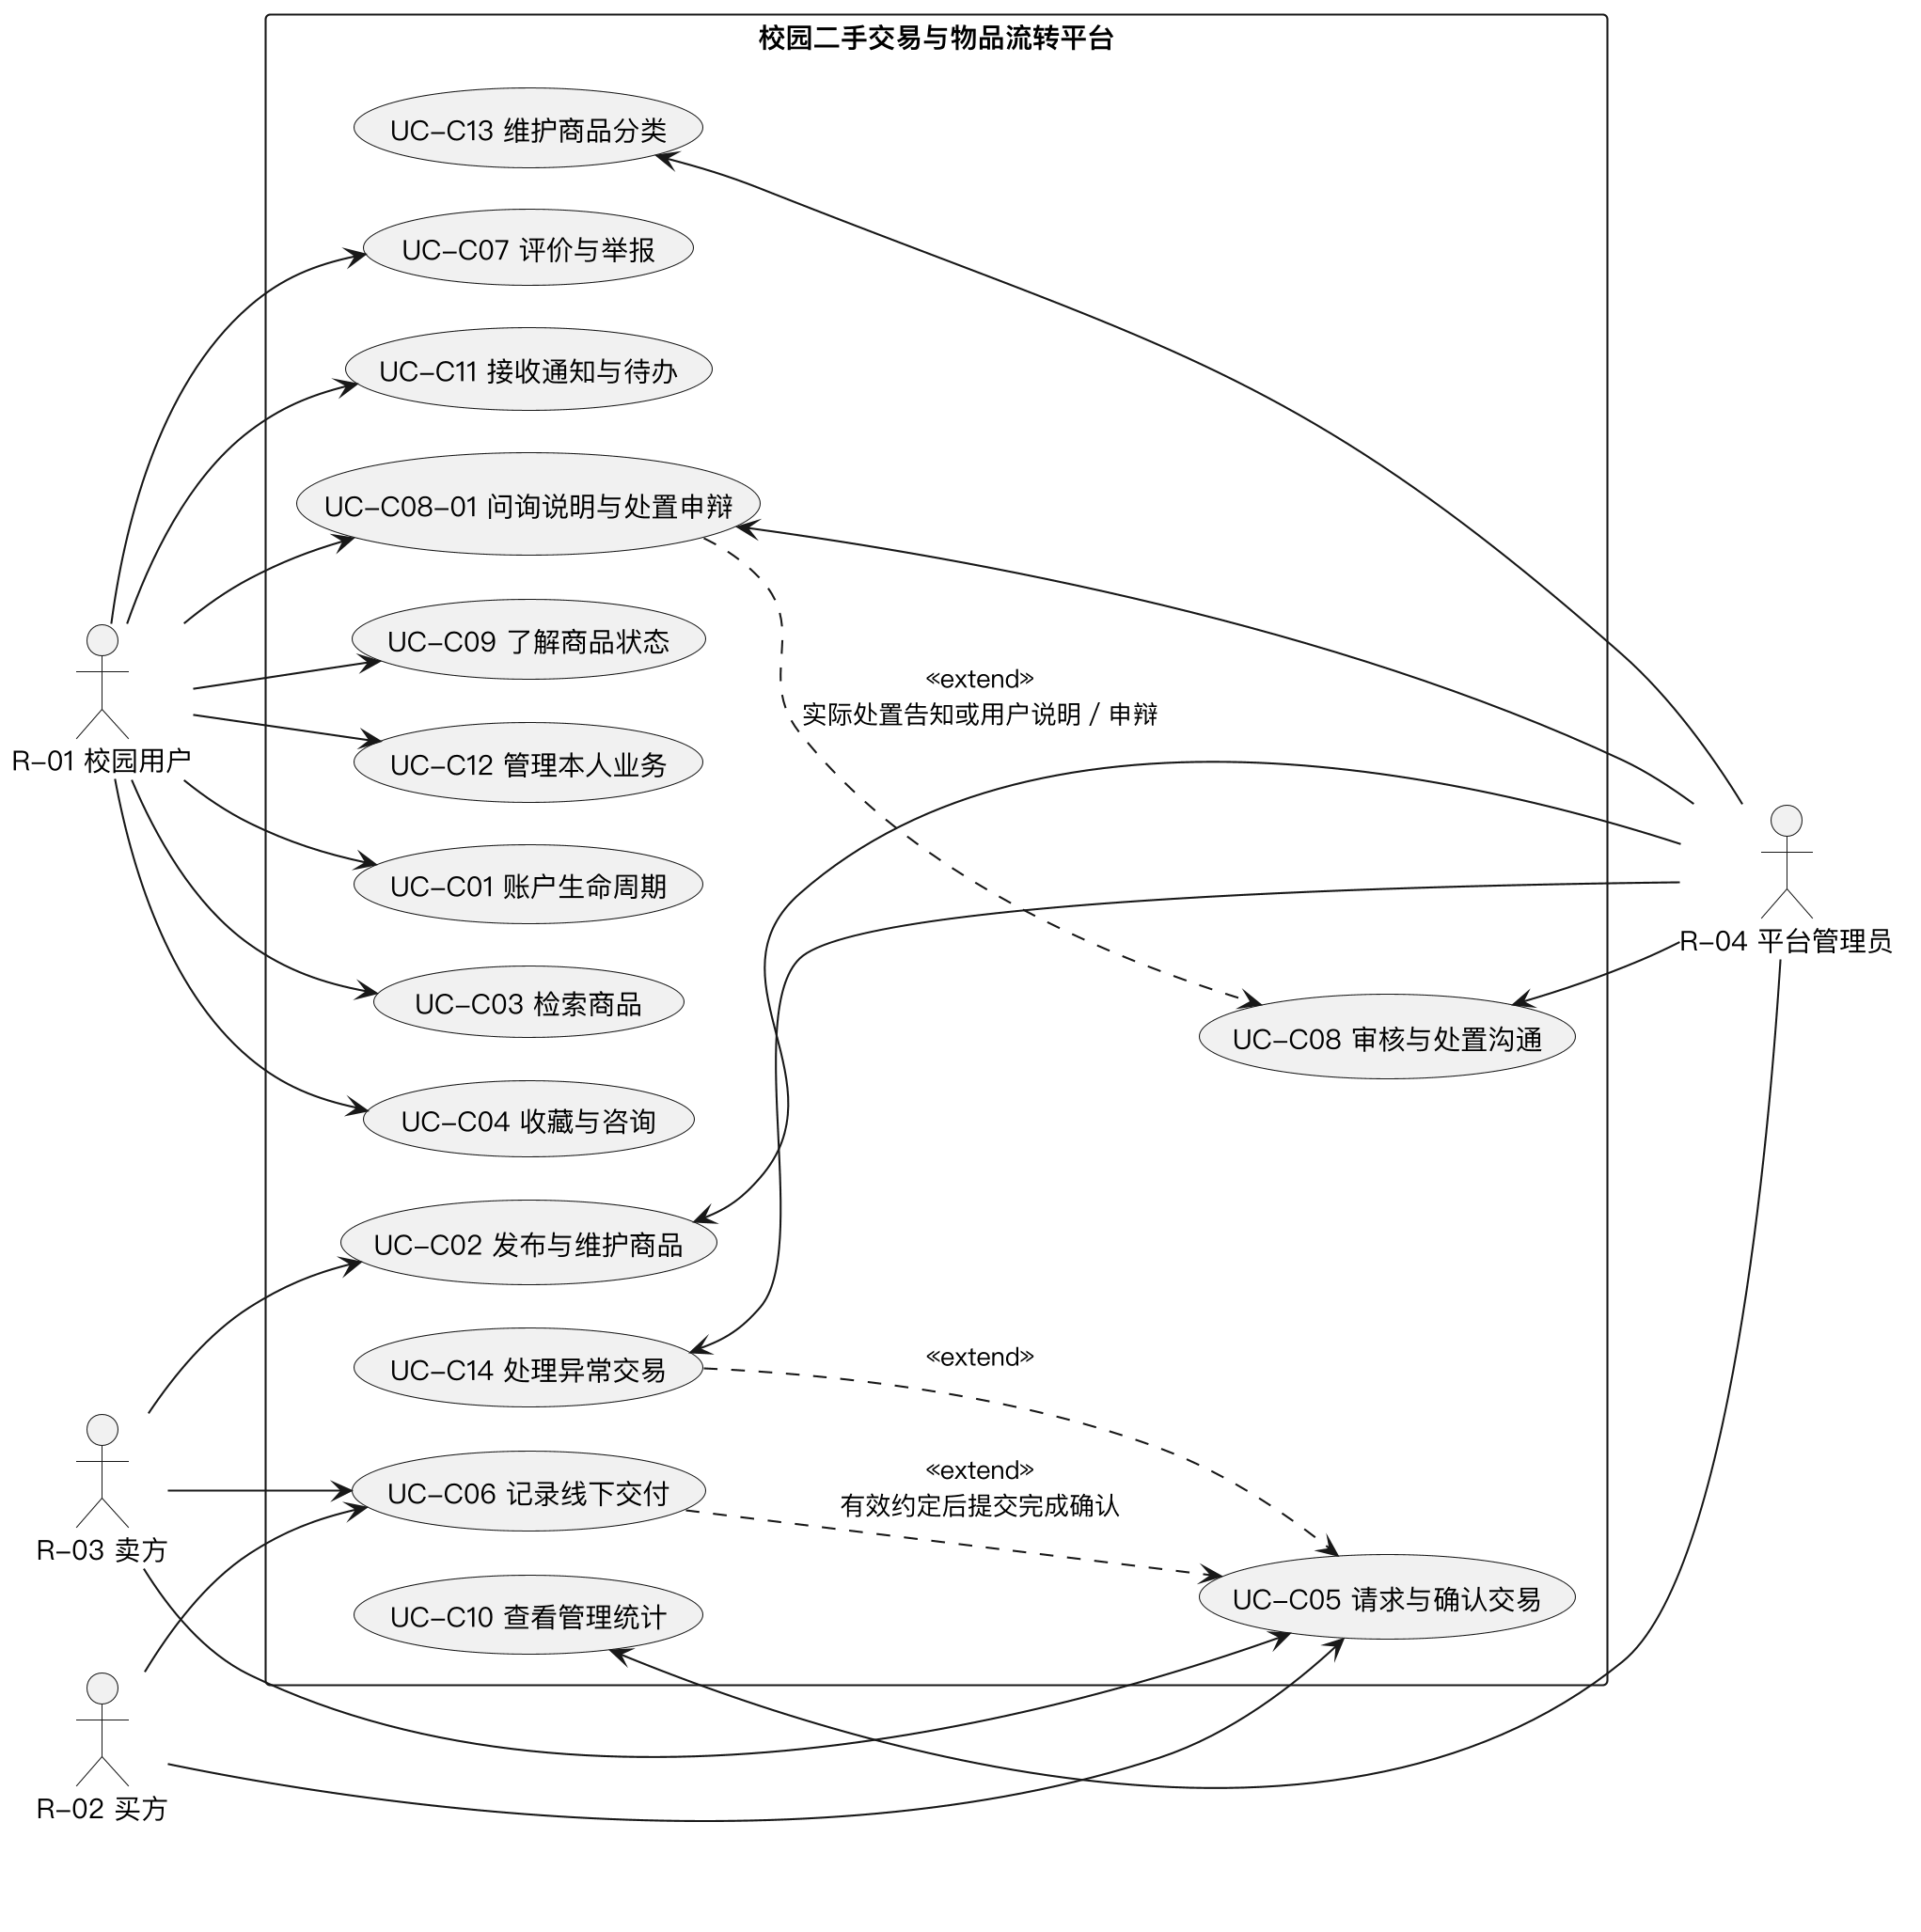 校园二手交易与物品流转平台
UC-C13 维护商品分类
UC-C07 评价与举报
UC-C11 接收通知与待办
UC-C08-01 问询说明与处置申辩
UC-C09 了解商品状态
«extend»
实际处置告知或用户说明 / 申辩
R-01 校园用户
UC-C12 管理本人业务
UC-C01 账户生命周期
R-04 平台管理员
UC-C03 检索商品
UC-C08 审核与处置沟通
UC-C04 收藏与咨询
UC-C02 发布与维护商品
«extend»
UC-C14 处理异常交易
«extend»
UC-C06 记录线下交付
有效约定后提交完成确认
R-03 卖方
UC-C05 请求与确认交易
UC-C10 查看管理统计
R-02 买方